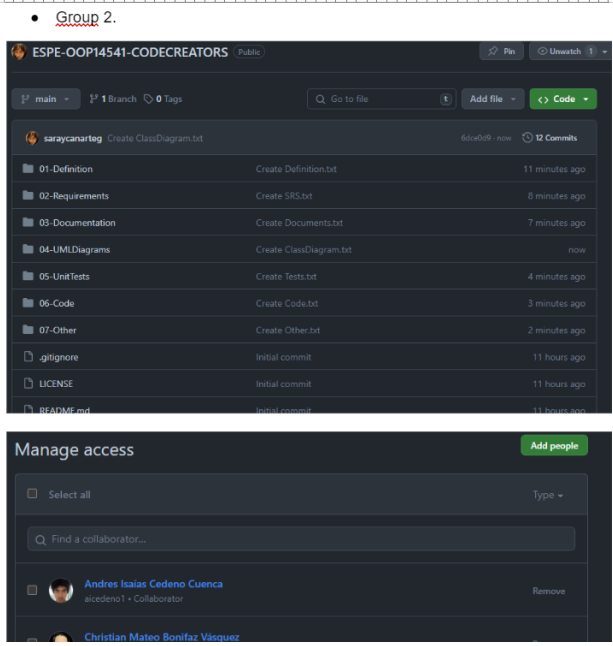 • Group 2.
ESPE-OOP14541-CODECREATORS Public
Pin
Unwatch 1
main
1 Branch
0 Tags
Go to file
t
Add file
<> Code
saraycanarteg Create ClassDiagram.txt
6dce0d9 · now
12 Commits
01-Definition Create Definition.txt 11 minutes ago
02-Requirements Create SRS.txt 8 minutes ago
03-Documentation Create Documents.txt 7 minutes ago
04-UMLDiagrams Create ClassDiagram.txt now
05-UnitTests Create Tests.txt 4 minutes ago
06-Code Create Code.txt 3 minutes ago
07-Other Create Other.txt 2 minutes ago
.gitignore Initial commit 11 hours ago
LICENSE Initial commit 11 hours ago
README.md Initial commit 11 hours ago
Manage access
Add people
Select all
Type
Find a collaborator...
Andres Isaias Cedeno Cuenca
aicedeno1 • Collaborator
Remove
Christian Mateo Bonifaz Vásquez